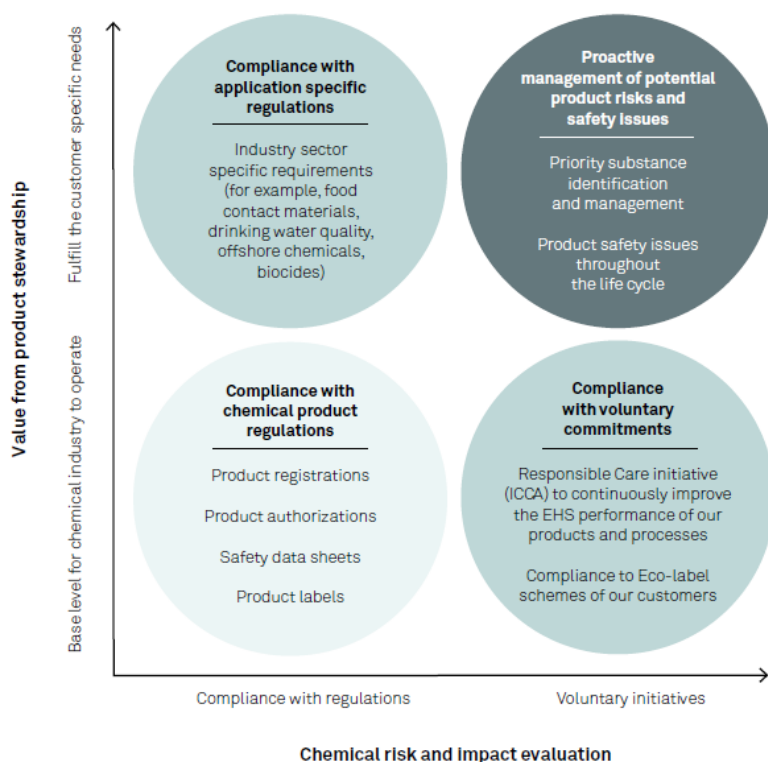 Value from product stewardship
Fulfill the customer specific needs
Base level for chemical industry to operate
Compliance with
application specific
regulations
Industry sector
specific requirements
(for example, food
contact materials,
drinking water quality,
offshore chemicals,
biocides)
Proactive
management of potential
product risks and
safety issues
Priority substance
identification
and management
Product safety issues
throughout
the life cycle
Compliance with
chemical product
regulations
Product registrations
Product authorizations
Safety data sheets
Product labels
Compliance
with voluntary
commitments
Responsible Care initiative
(ICCA) to continuously improve
the EHS performance of our
products and processes
Compliance to Eco-label
schemes of our customers
Compliance with regulations
Voluntary initiatives
Chemical risk and impact evaluation